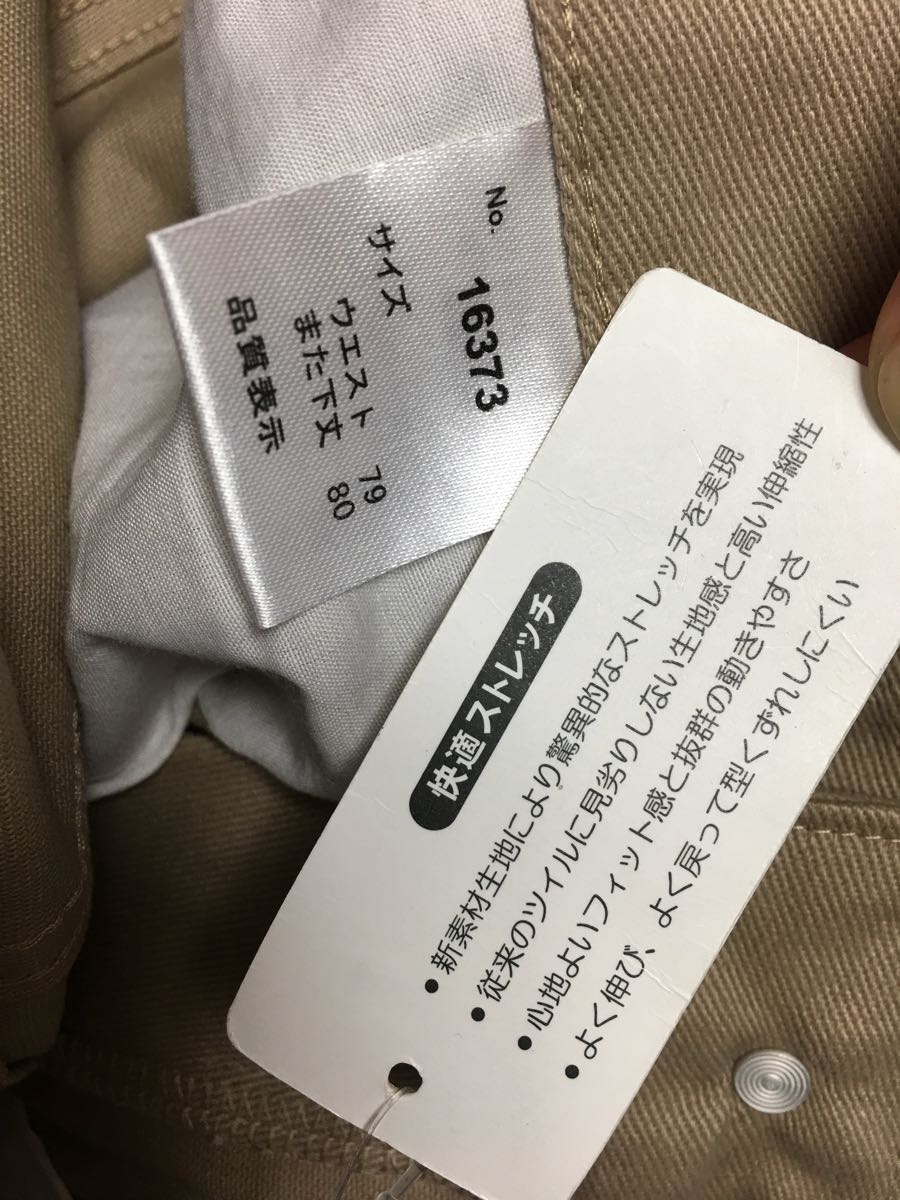 No. 16373
サイズ
ウエスト 79
また下丈 80
品質表示
快適ストレッチ
● 新素材生地により驚異的なストレッチを実現
● 従来のツイルに見劣りしない生地感と高い伸縮性
● 心地よいフィット感と抜群の動きやすさ
● よく伸び、よく戻って型くずれしにくい